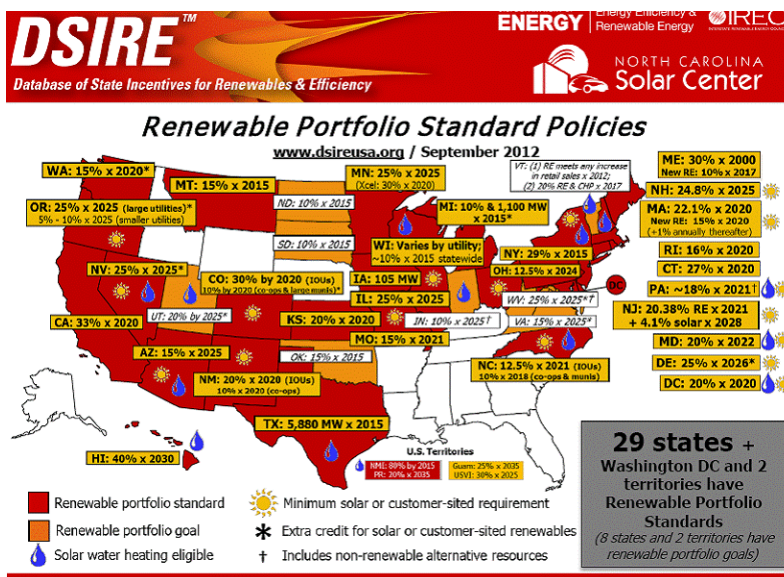 DSIRE™
Database of State Incentives for Renewables & Efficiency
ENERGY
Energy Efficiency &
Renewable Energy
IREC
NORTH CAROLINA
Solar Center
Renewable Portfolio Standard Policies
www.dsireusa.org / September 2012
WA: 15% x 2020*
OR: 25% x 2025 (large utilities)*
5% - 10% x 2025 (smaller utilities)
MT: 15% x 2015
ND: 10% x 2015
SD: 10% x 2015
MN: 25% x 2025
(Xcel: 30% x 2020)
MI: 10% & 1,100 MW
x 2015*
WI: Varies by utility;
~10% x 2015 statewide
VT: (1) RE meets any increase
in retail sales x 2012;
(2) 20% RE & CHP x 2017
NY: 29% x 2015
OH: 12.5% x 2024
NV: 25% x 2025*
CO: 30% by 2020 (IOUs)
10% by 2020 (co-ops & large munis)*
IA: 105 MW
IL: 25% x 2025
UT: 20% by 2025*
KS: 20% x 2020
IN: 10% x 2025†
WV: 25% x 2025*†
VA: 15% x 2025*
DC
CA: 33% x 2020
MO: 15% x 2021
AZ: 15% x 2025
OK: 15% x 2015
NM: 20% x 2020 (IOUs)
10% x 2020 (co-ops)
NC: 12.5% x 2021 (IOUs)
10% x 2018 (co-ops & munis)
TX: 5,880 MW x 2015
HI: 40% x 2030
ME: 30% x 2000
New RE: 10% x 2017
NH: 24.8% x 2025
MA: 22.1% x 2020
New RE: 15% x 2020
(+1% annually thereafter)
RI: 16% x 2020
CT: 27% x 2020
PA: ~18% x 2021†
NJ: 20.38% RE x 2021
+ 4.1% solar x 2028
MD: 20% x 2022
DE: 25% x 2026*
DC: 20% x 2020
U.S. Territories
NMI: 80% by 2015
PR: 20% x 2035
Guam: 25% x 2035
USVI: 30% x 2025
Renewable portfolio standard
Renewable portfolio goal
Solar water heating eligible
Minimum solar or customer-sited requirement
* Extra credit for solar or customer-sited renewables
† Includes non-renewable alternative resources
29 states +
Washington DC and 2
territories have
Renewable Portfolio
Standards
(8 states and 2 territories have
renewable portfolio goals)